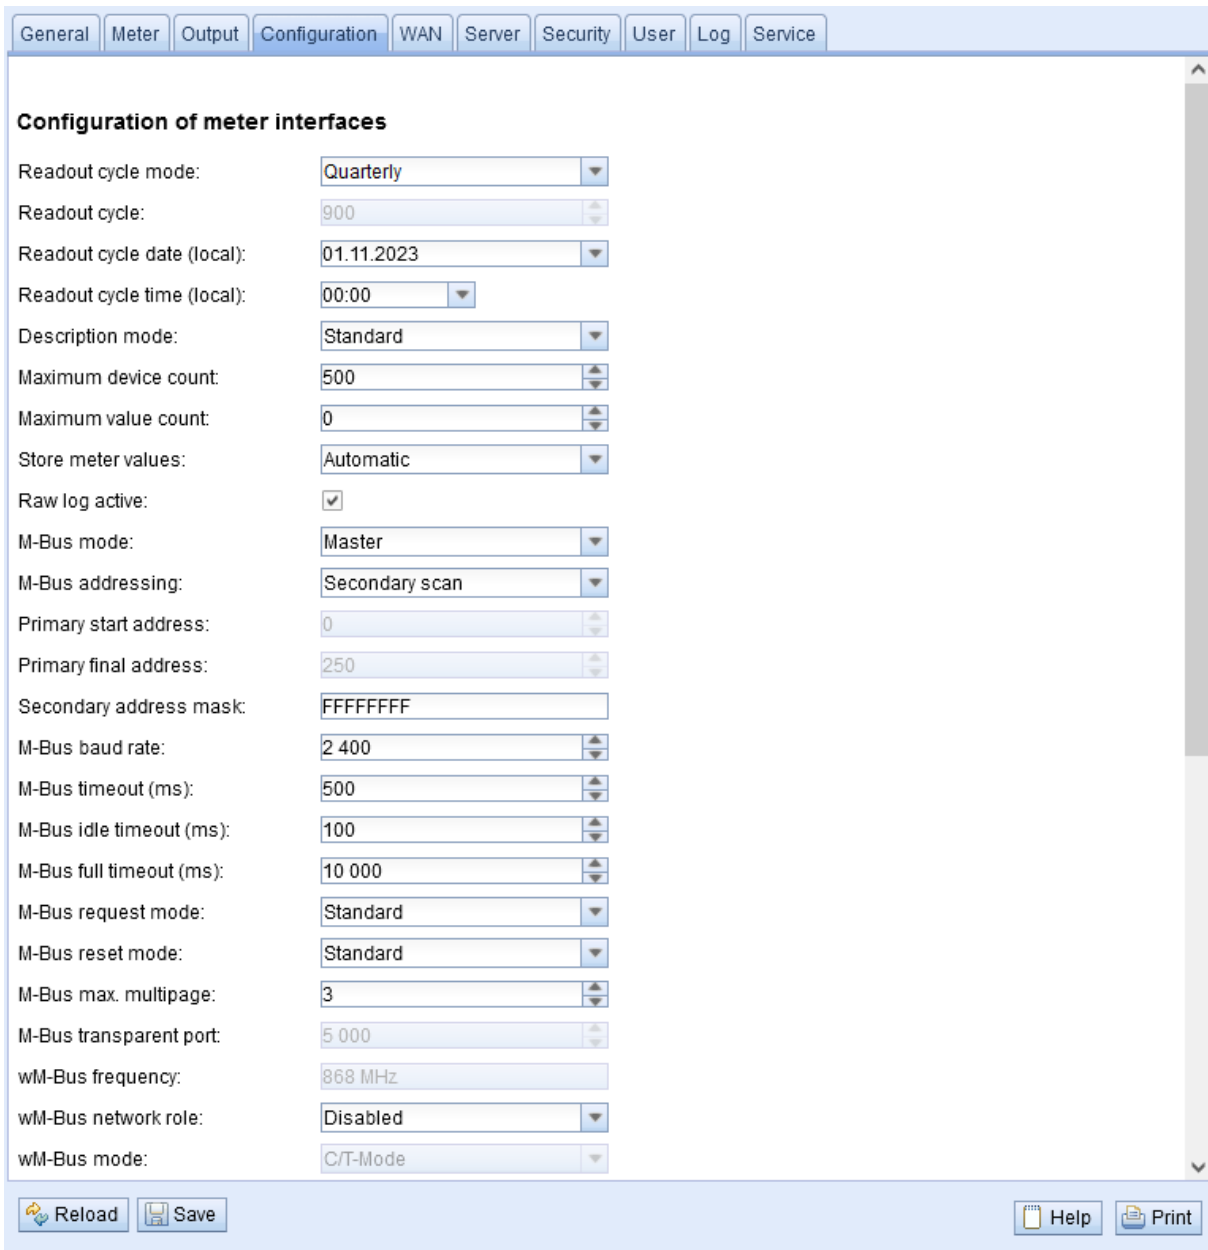 General Meter Output Configuration WAN Server Security User Log Service
Configuration of meter interfaces
Readout cycle mode: Quarterly
Readout cycle: 900
Readout cycle date (local): 01.11.2023
Readout cycle time (local): 00:00
Description mode: Standard
Maximum device count: 500
Maximum value count: 0
Store meter values: Automatic
Raw log active:
M-Bus mode: Master
M-Bus addressing: Secondary scan
Primary start address: 0
Primary final address: 250
Secondary address mask: FFFFFFFF
M-Bus baud rate: 2 400
M-Bus timeout (ms): 500
M-Bus idle timeout (ms): 100
M-Bus full timeout (ms): 10 000
M-Bus request mode: Standard
M-Bus reset mode: Standard
M-Bus max. multipage: 3
M-Bus transparent port: 5 000
wM-Bus frequency: 868 MHz
wM-Bus network role: Disabled
wM-Bus mode: C/T-Mode
Reload Save Help Print